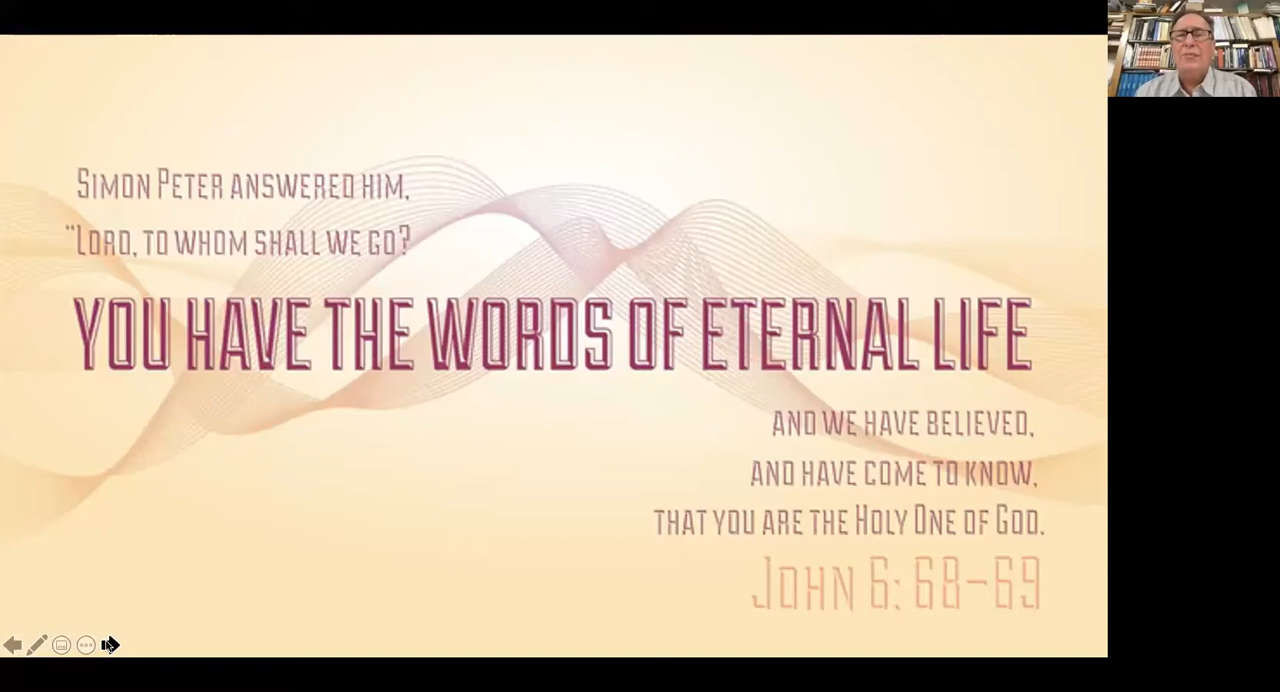 Simon Peter answered him,
"Lord, to whom shall we go?
YOU HAVE THE WORDS OF ETERNAL LIFE
and we have believed,
and have come to know,
that you are the Holy One of God.
John 6: 68-69